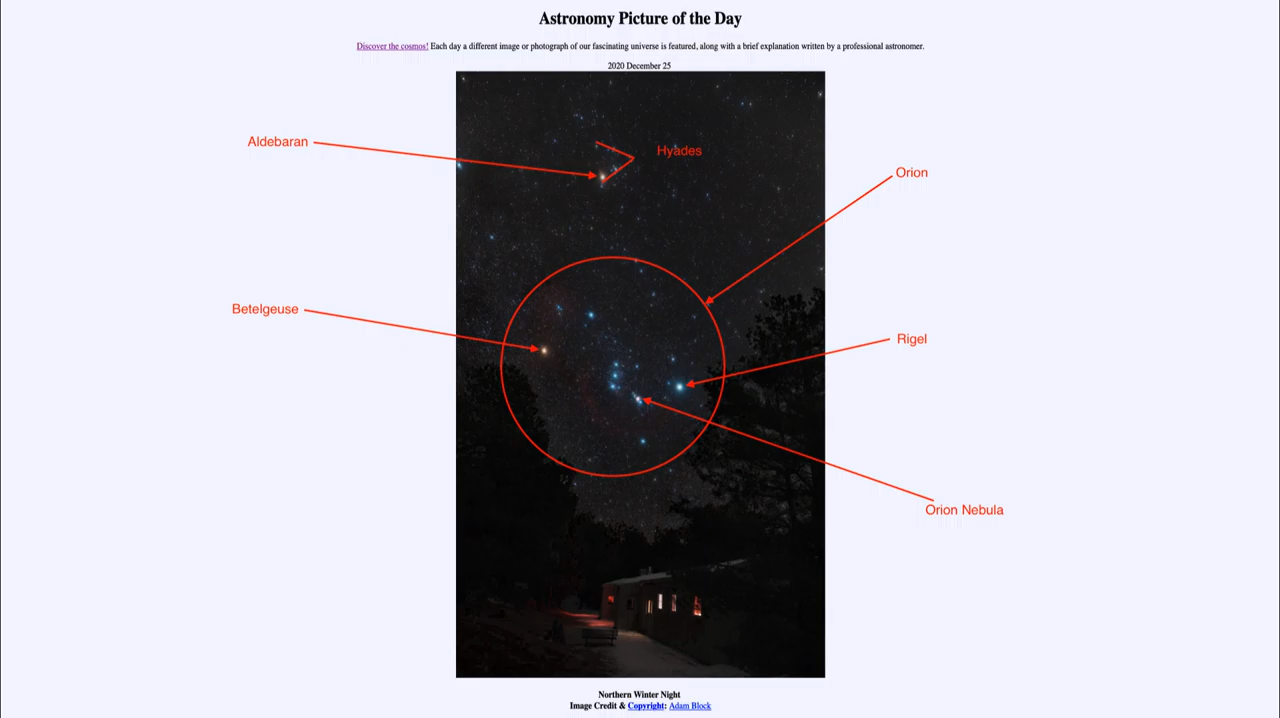 Astronomy Picture of the Day
Discover the cosmos! Each day a different image or photograph of our fascinating universe is featured, along with a brief explanation written by a professional astronomer.
2020 December 25
Aldebaran
Hyades
Orion
Betelgeuse
Rigel
Orion Nebula
Northern Winter Night
Image Credit & Copyright: Adam Block